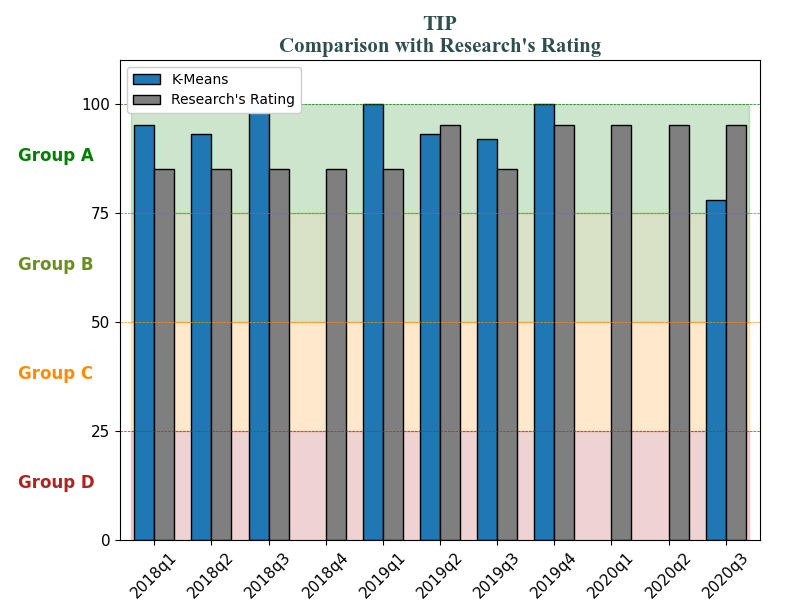 TIP
Comparison with Research's Rating
K-Means
Research's Rating
100
Group A
75
Group B
50
Group C
25
Group D
0
2018q1
2018q2
2018q3
2018q4
2019q1
2019q2
2019q3
2019q4
2020q1
2020q2
2020q3